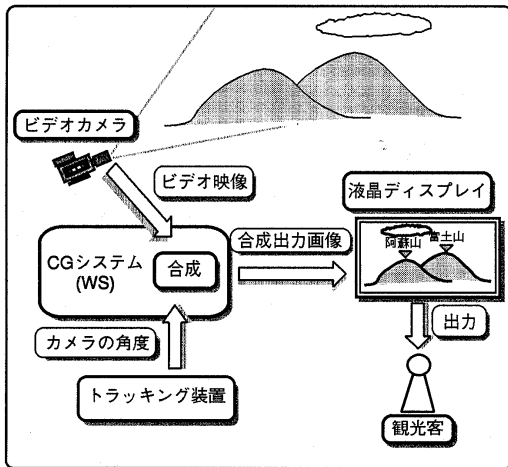 ビデオカメラ
ビデオ映像
液晶ディスプレイ
阿蘇山
富士山
合成出力画像
CGシステム
(WS)
合成
カメラの角度
出力
トラッキング装置
観光客